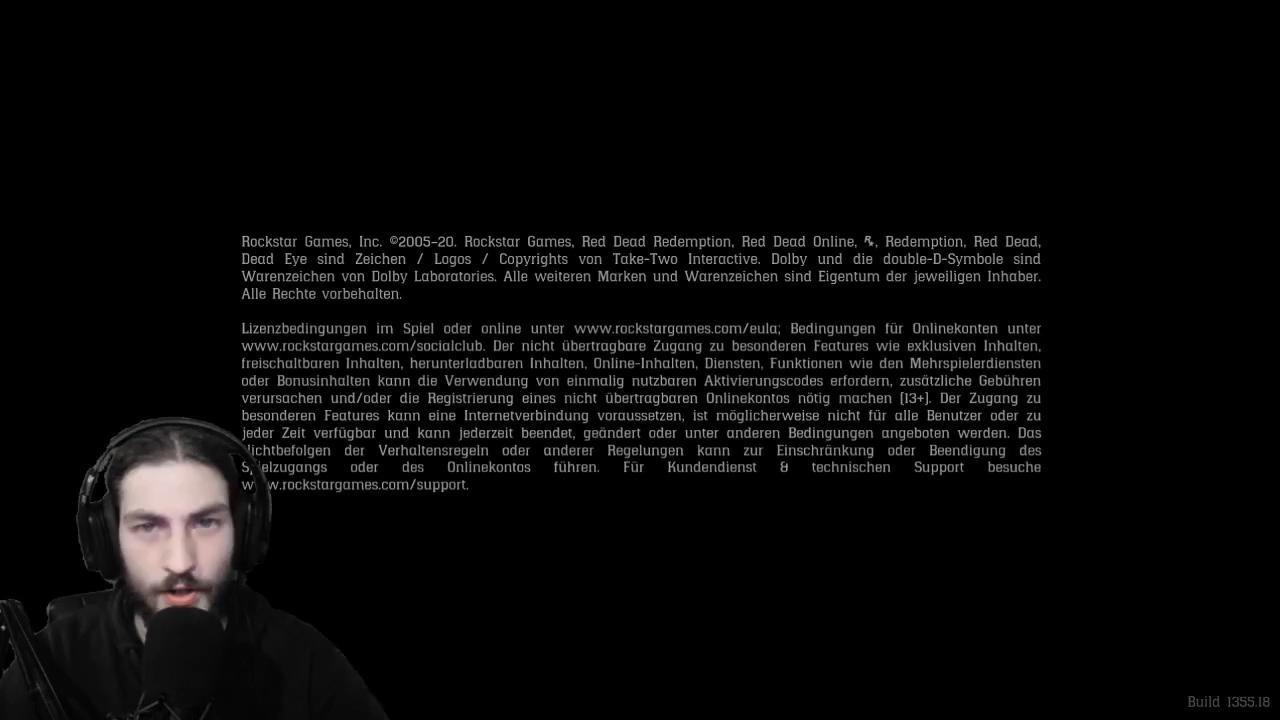 Rockstar Games, Inc. ©2005-20. Rockstar Games, Red Dead Redemption, Red Dead Online, R*, Redemption, Red Dead,
Dead Eye sind Zeichen / Logos / Copyrights von Take-Two Interactive. Dolby und die double-D-Symbole sind
Warenzeichen von Dolby Laboratories. Alle weiteren Marken und Warenzeichen sind Eigentum der jeweiligen Inhaber.
Alle Rechte vorbehalten.
Lizenzbedingungen im Spiel oder online unter www.rockstargames.com/eula; Bedingungen für Onlinekonten unter
www.rockstargames.com/socialclub. Der nicht übertragbare Zugang zu besonderen Features wie exklusiven Inhalten,
freischaltbaren Inhalten, herunterladbaren Inhalten, Online-Inhalten, Diensten, Funktionen wie den Mehrspielerdiensten
oder Bonusinhalten kann die Verwendung von einmalig nutzbaren Aktivierungscodes erfordern, zusätzliche Gebühren
verursachen und/oder die Registrierung eines nicht übertragbaren Onlinekontos nötig machen [13+]. Der Zugang zu
besonderen Features kann eine Internetverbindung voraussetzen, ist möglicherweise nicht für alle Benutzer oder zu
jeder Zeit verfügbar und kann jederzeit beendet, geändert oder unter anderen Bedingungen angeboten werden. Das
Nichtbefolgen der Verhaltensregeln oder anderer Regelungen kann zur Einschränkung oder Beendigung des
Spielzugangs oder des Onlinekontos führen. Für Kundendienst & technischen Support besuche
www.rockstargames.com/support.
Build 1355.18